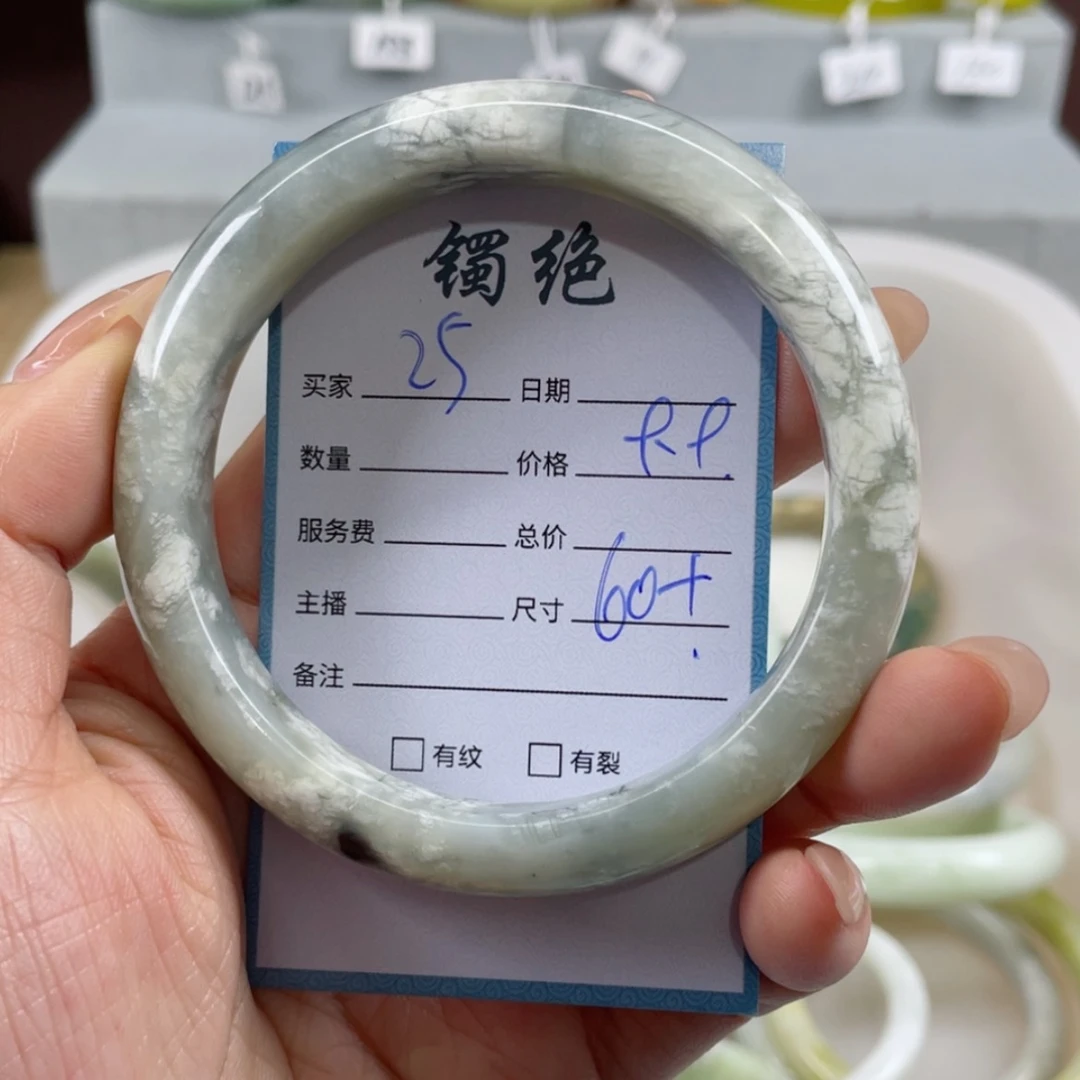 镯绝
买家 25 日期
数量 价格
服务费 总价
主播 尺寸 60+
备注
有纹 有裂